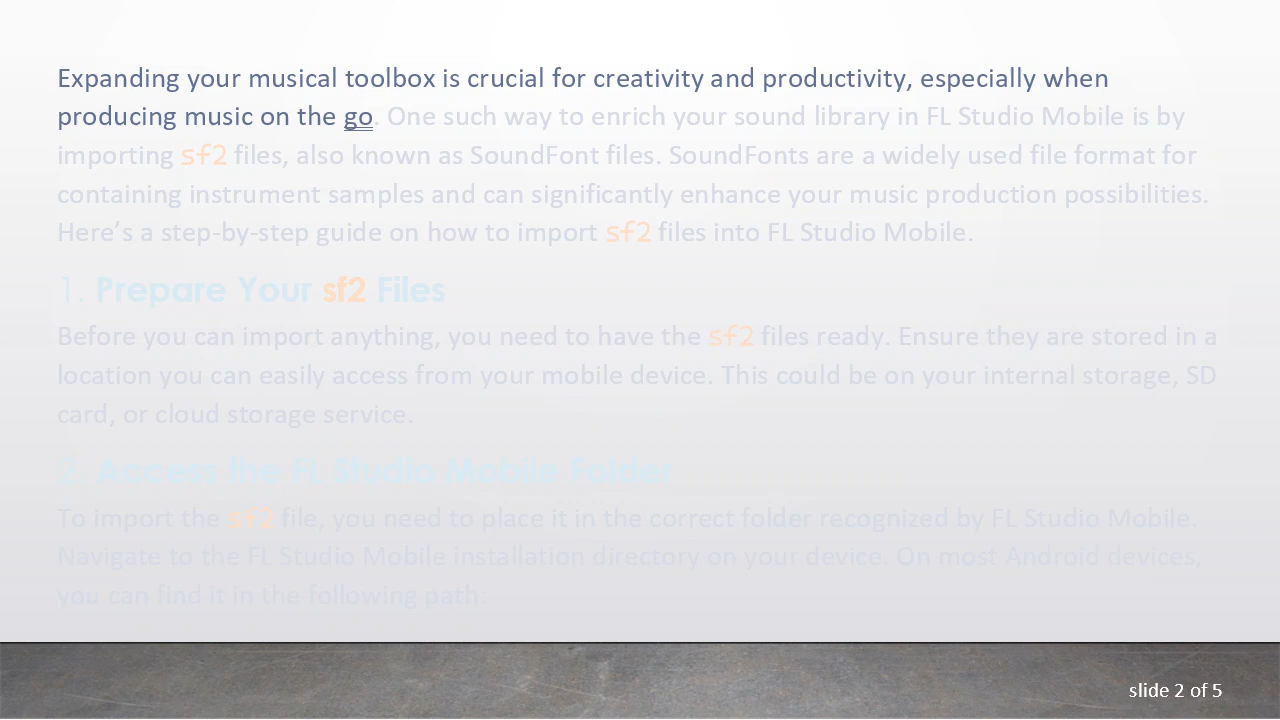 Expanding your musical toolbox is crucial for creativity and productivity, especially when
producing music on the go. One such way to enrich your sound library in FL Studio Mobile is by
importing sf2 files, also known as SoundFont files. SoundFonts are a widely used file format for
containing instrument samples and can significantly enhance your music production possibilities.
Here’s a step-by-step guide on how to import sf2 files into FL Studio Mobile.
1. Prepare Your sf2 Files
Before you can import anything, you need to have the sf2 files ready. Ensure they are stored in a
location you can easily access from your mobile device. This could be on your internal storage, SD
card, or cloud storage service.
2. Access the FL Studio Mobile Folder
To import the sf2 file, you need to place it in the correct folder recognized by FL Studio Mobile.
Navigate to the FL Studio Mobile installation directory on your device. On most Android devices,
you can find it in the following path:
slide 2 of 5